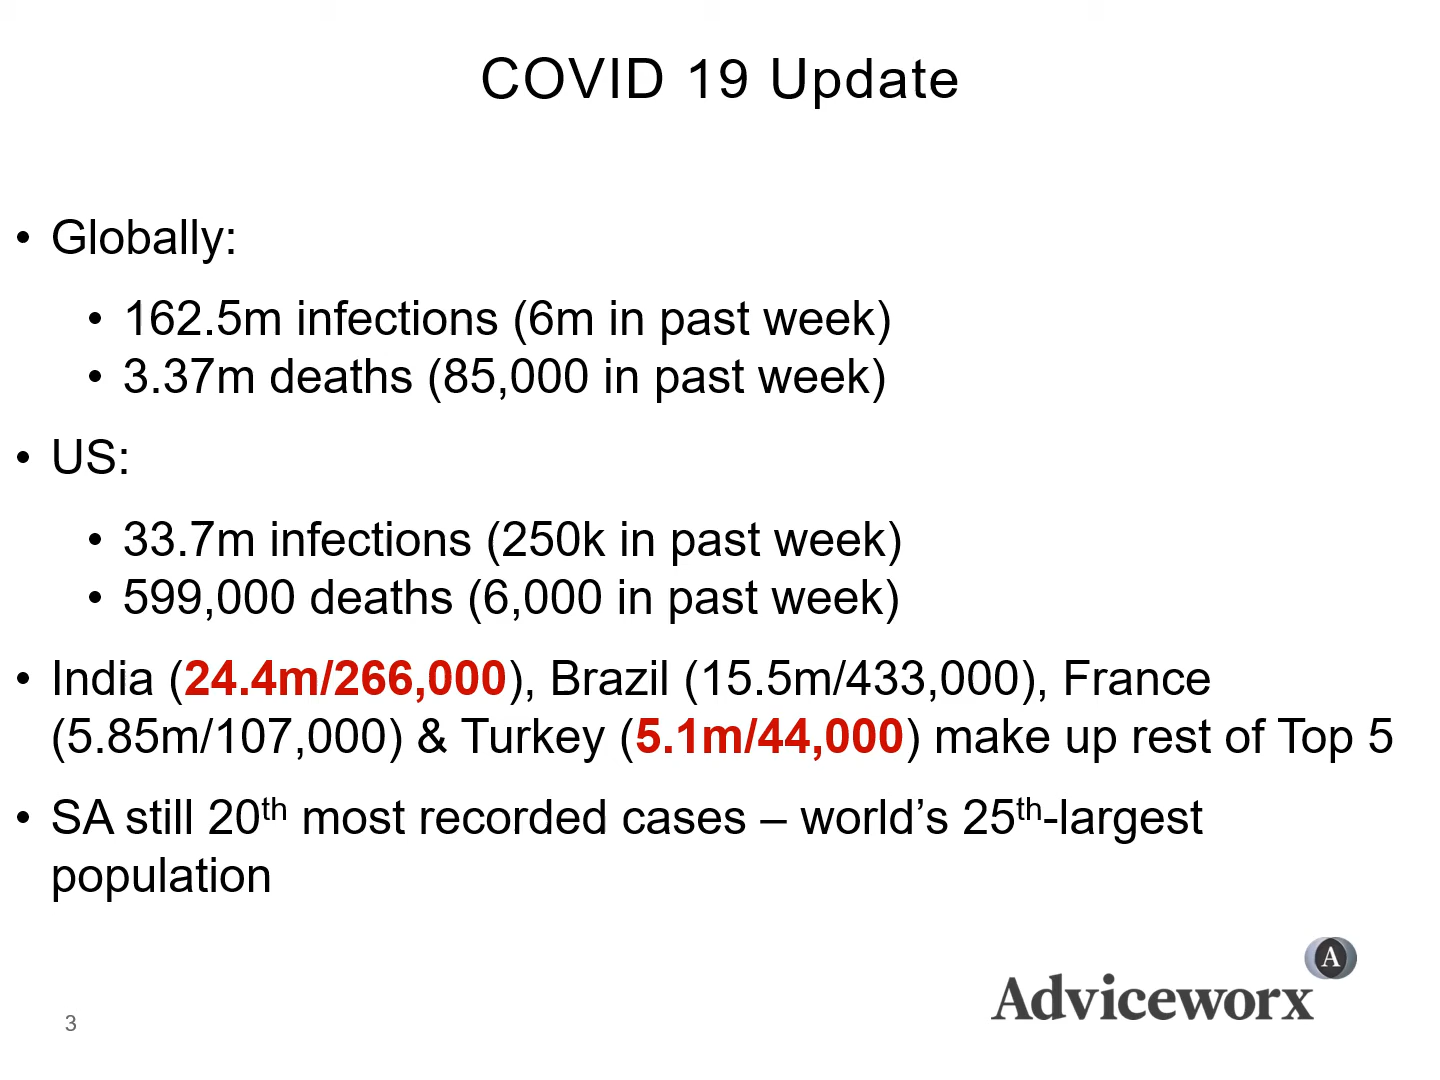 COVID 19 Update
• Globally:
• 162.5m infections (6m in past week)
• 3.37m deaths (85,000 in past week)
• US:
• 33.7m infections (250k in past week)
• 599,000 deaths (6,000 in past week)
• India (24.4m/266,000), Brazil (15.5m/433,000), France
(5.85m/107,000) & Turkey (5.1m/44,000) make up rest of Top 5
• SA still 20th most recorded cases – world’s 25th-largest
population
A
Adviceworx
3